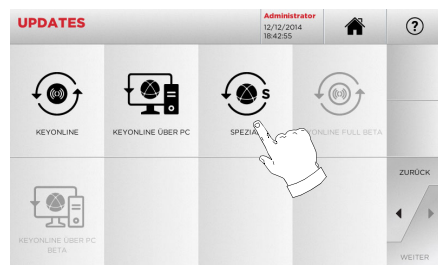 UPDATES
Administrator
12/12/2014
18:42:55
?
KEYONLINE
KEYONLINE ÜBER PC
S
SPEZIA
ONLINE FULL BETA
KEYONLINE ÜBER PC
BETA
ZURÜCK
WEITER